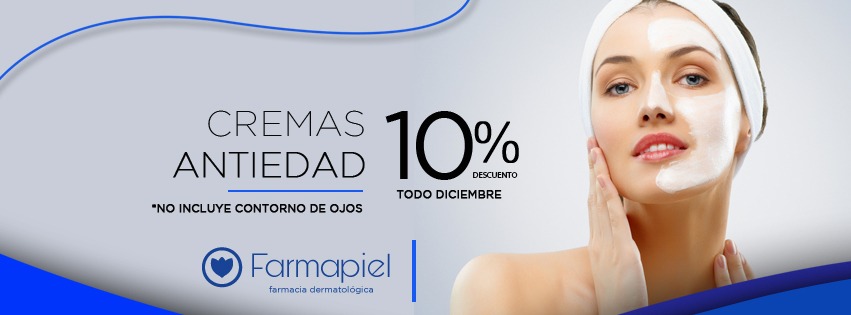 CREMAS
ANTIEDAD
*NO INCLUYE CONTORNO DE OJOS
10%
DESCUENTO
TODO DICIEMBRE
Farmapiel
farmacia dermatológica